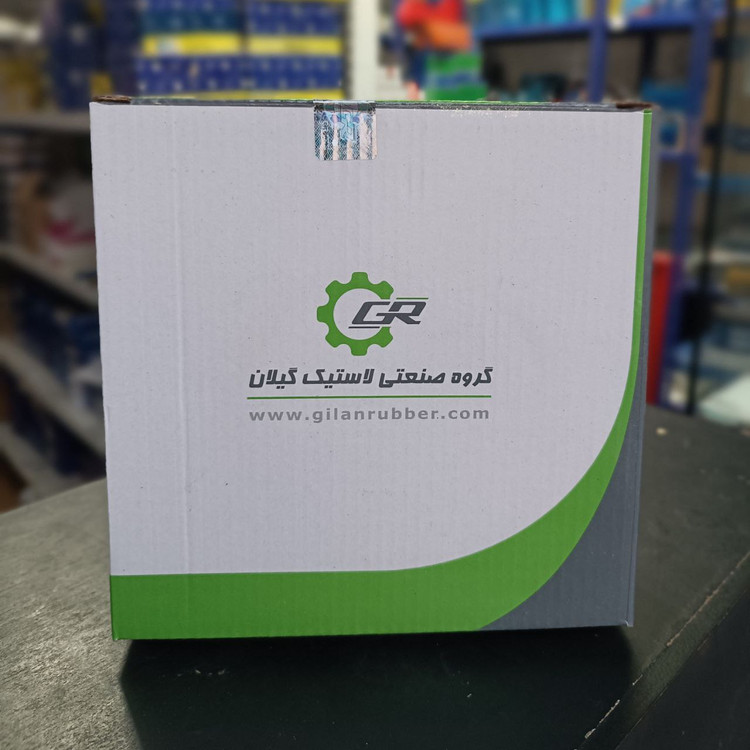 GR
گروه صنعتی لاستیک گیلان
www.gilanrubber.com